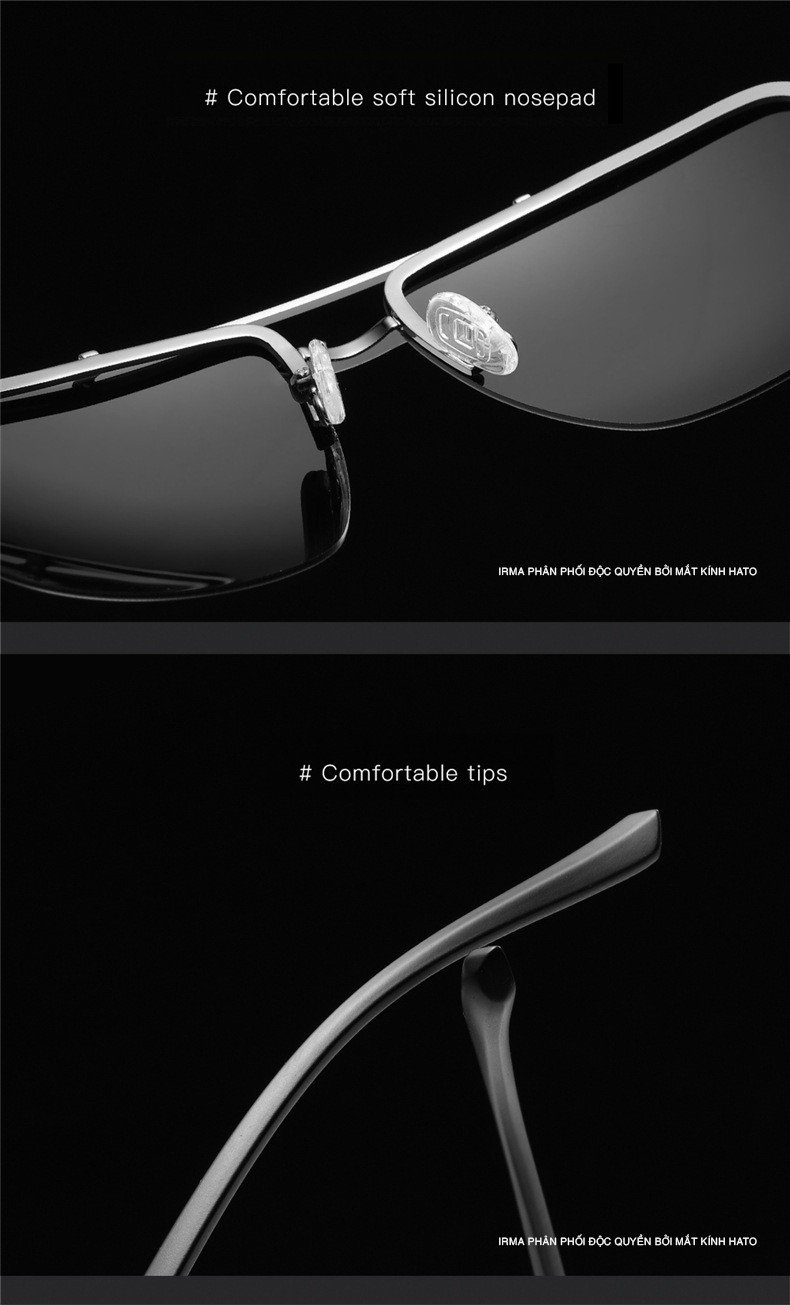 # Comfortable soft silicon nosepad
IRMA PHÂN PHỐI ĐỘC QUYỀN BỞI MẮT KÍNH HATO
# Comfortable tips
IRMA PHÂN PHỐI ĐỘC QUYỀN BỞI MẮT KÍNH HATO